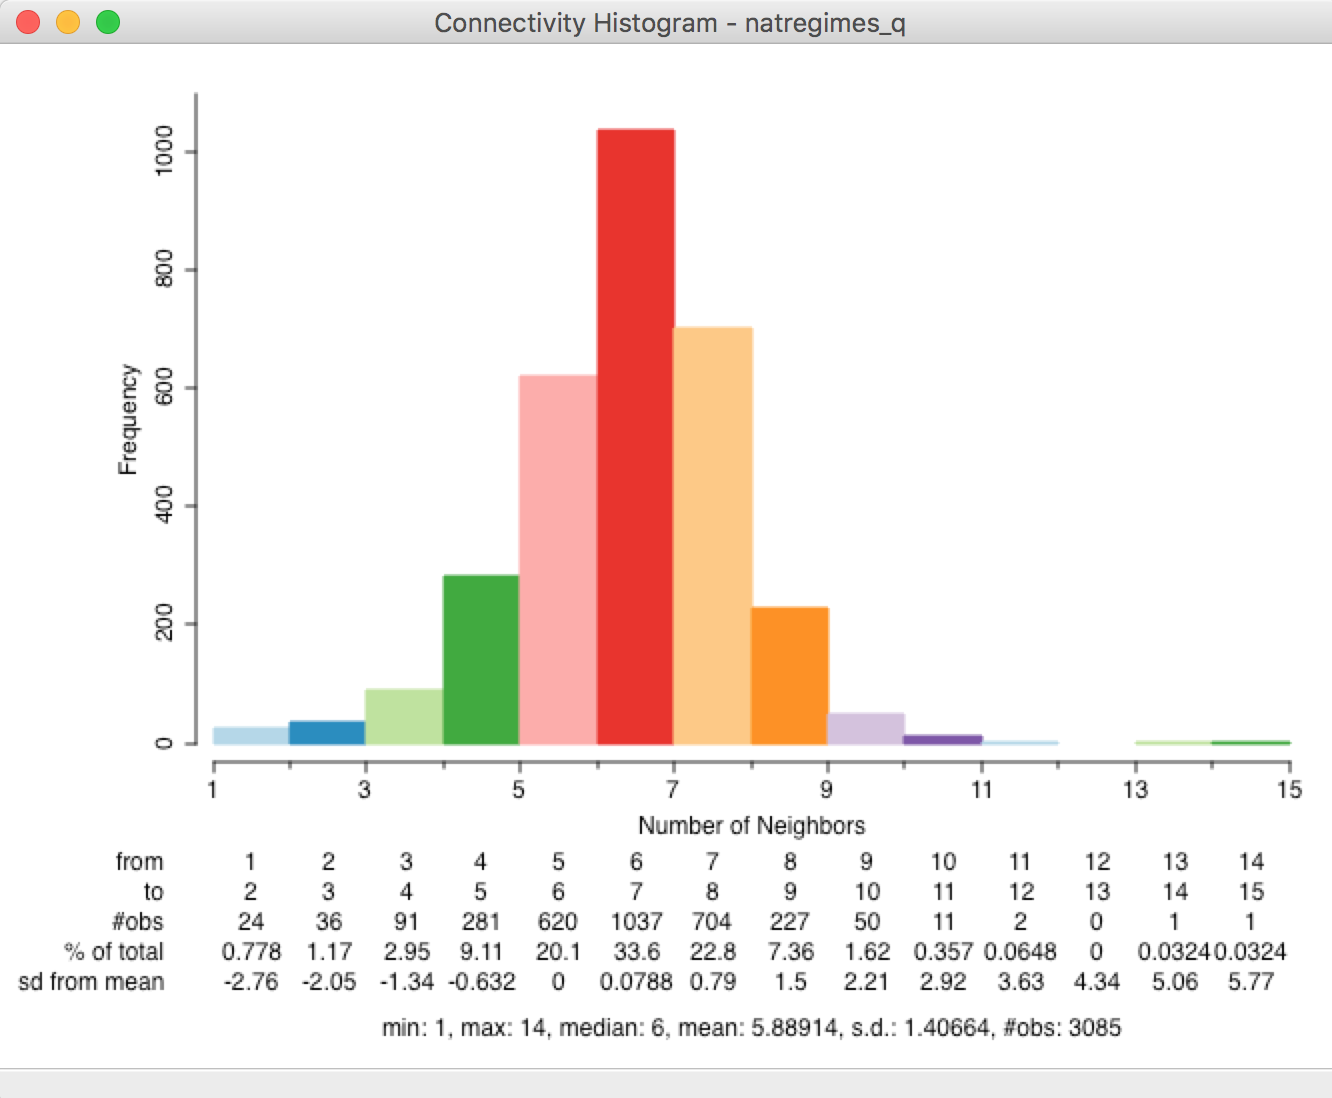 Connectivity Histogram - natregimes_q
1000
800
600
400
200
0
Frequency
1 3 5 7 9 11 13 15
Number of Neighbors
from 1 2 3 4 5 6 7 8 9 10 11 12 13 14
to 2 3 4 5 6 7 8 9 10 11 12 13 14 15
#obs 24 36 91 281 620 1037 704 227 50 11 2 0 1 1
% of total 0.778 1.17 2.95 9.11 20.1 33.6 22.8 7.36 1.62 0.357 0.0648 0 0.0324 0.0324
sd from mean -2.76 -2.05 -1.34 -0.632 0 0.0788 0.79 1.5 2.21 2.92 3.63 4.34 5.06 5.77
min: 1, max: 14, median: 6, mean: 5.88914, s.d.: 1.40664, #obs: 3085